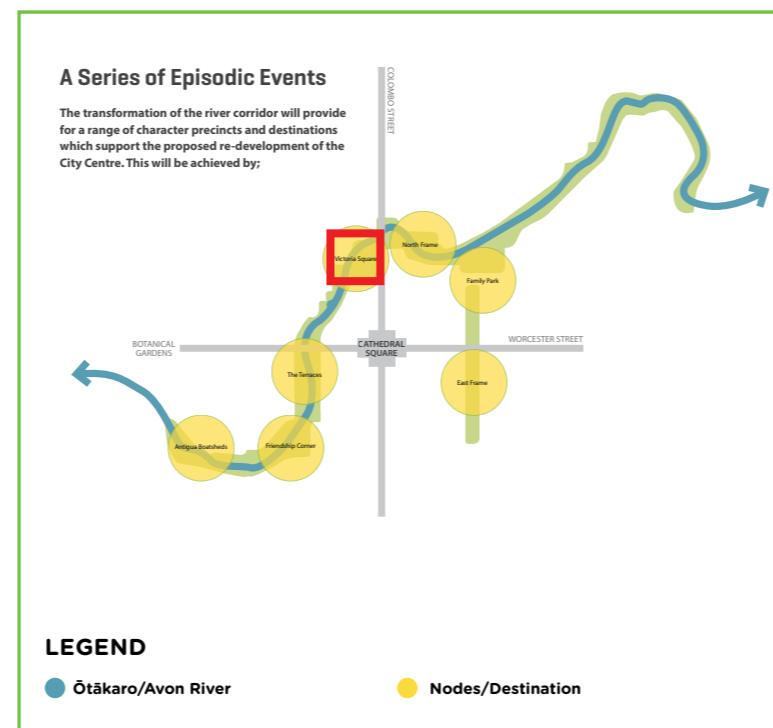 A Series of Episodic Events
The transformation of the river corridor will provide
for a range of character precincts and destinations
which support the proposed re-development of the
City Centre. This will be achieved by;
COLOMBO STREET
Victoria Square
North Frame
Family Park
BOTANICAL
GARDENS
CATHEDRAL
SQUARE
WORCESTER STREET
The Terraces
East Frame
Antigua Boatsheds
Friendship Corner
LEGEND
Ōtākaro/Avon River
Nodes/Destination